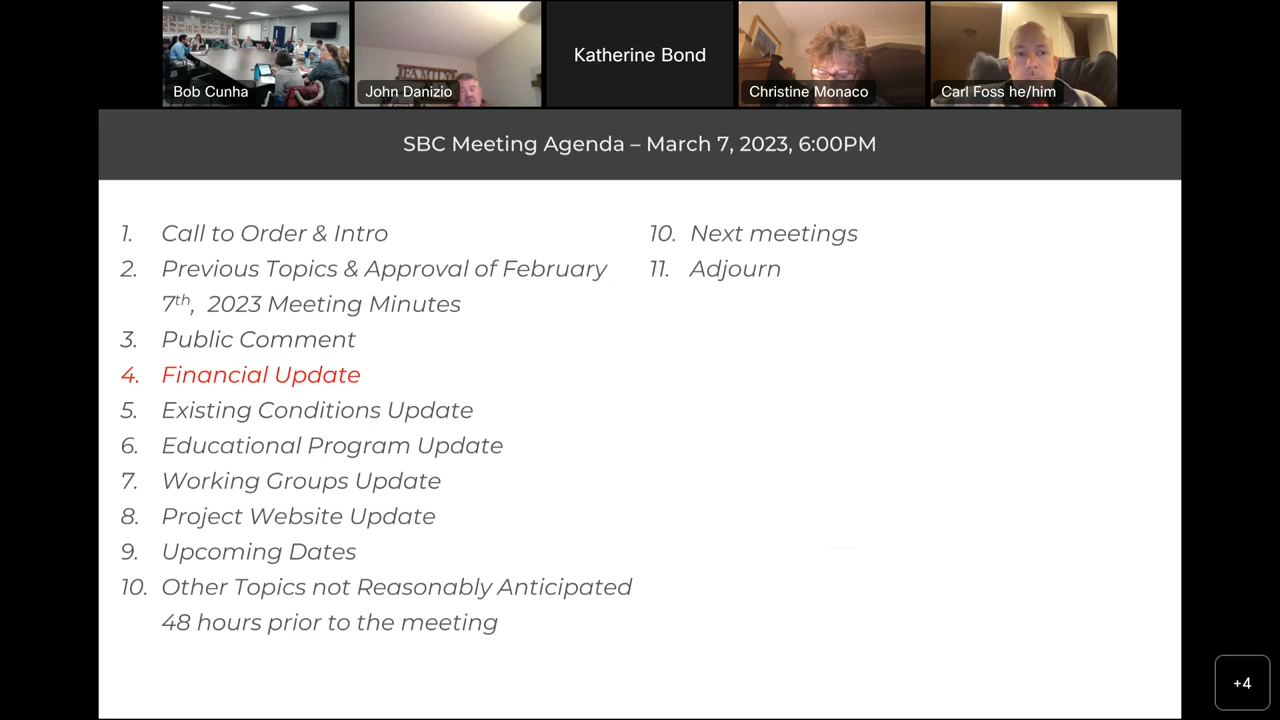 Bob Cunha
John Danizio
Katherine Bond
Christine Monaco
Carl Foss he/him
SBC Meeting Agenda – March 7, 2023, 6:00PM
1. Call to Order & Intro
2. Previous Topics & Approval of February
7th, 2023 Meeting Minutes
3. Public Comment
4. Financial Update
5. Existing Conditions Update
6. Educational Program Update
7. Working Groups Update
8. Project Website Update
9. Upcoming Dates
10. Other Topics not Reasonably Anticipated
48 hours prior to the meeting
10. Next meetings
11. Adjourn
+4